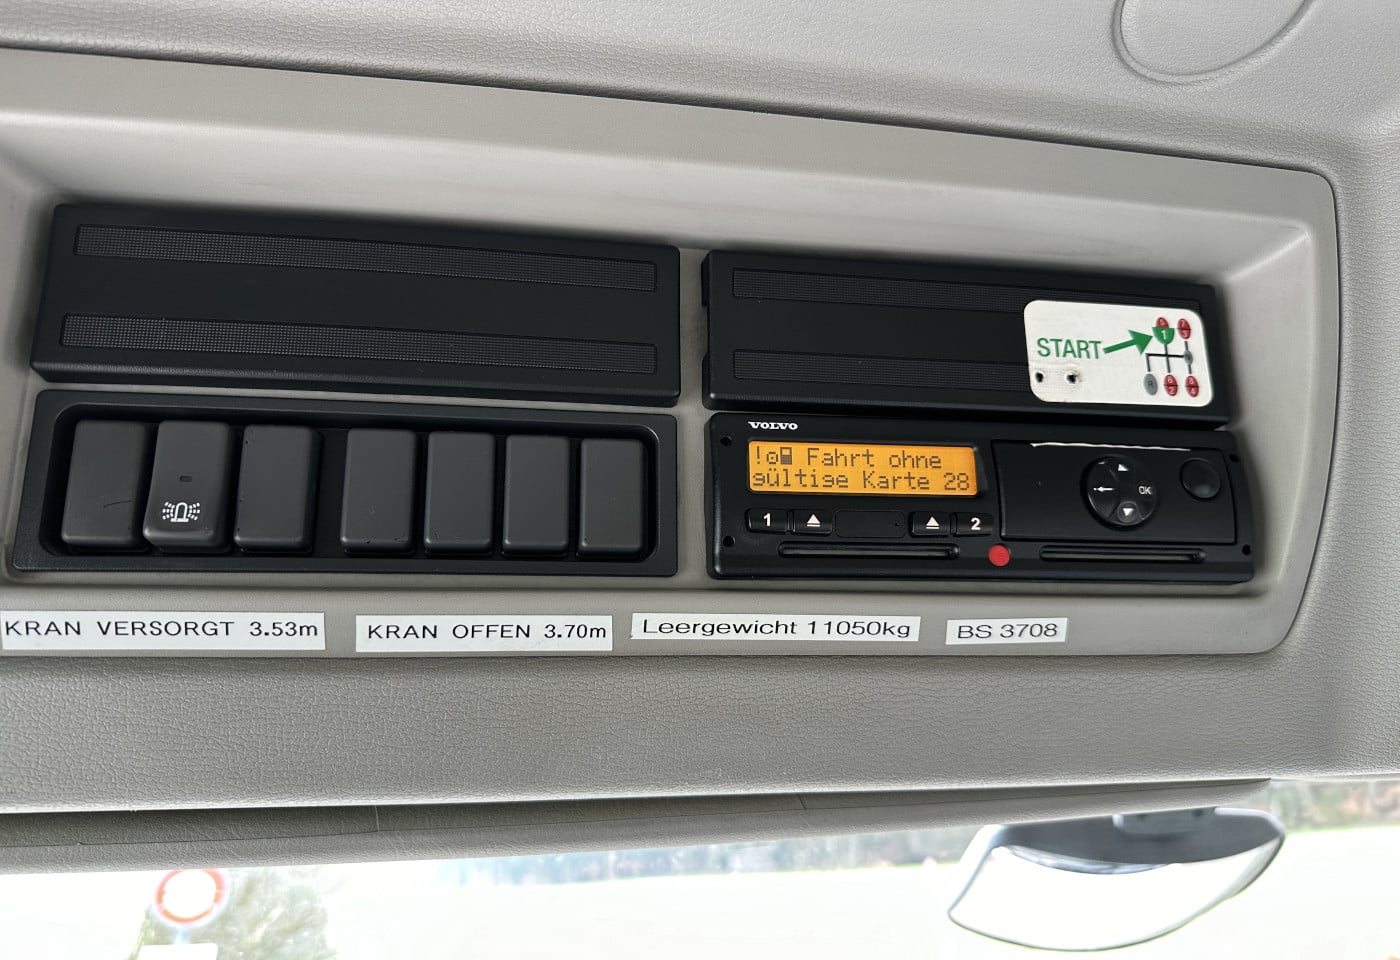 START
1
R
VOLVO
! Fahrt ohne
gültige Karte 28
1
2
OK
KRAN VERSORGT 3.53m
KRAN OFFEN 3.70m
Leergewicht 11050kg
BS 3708